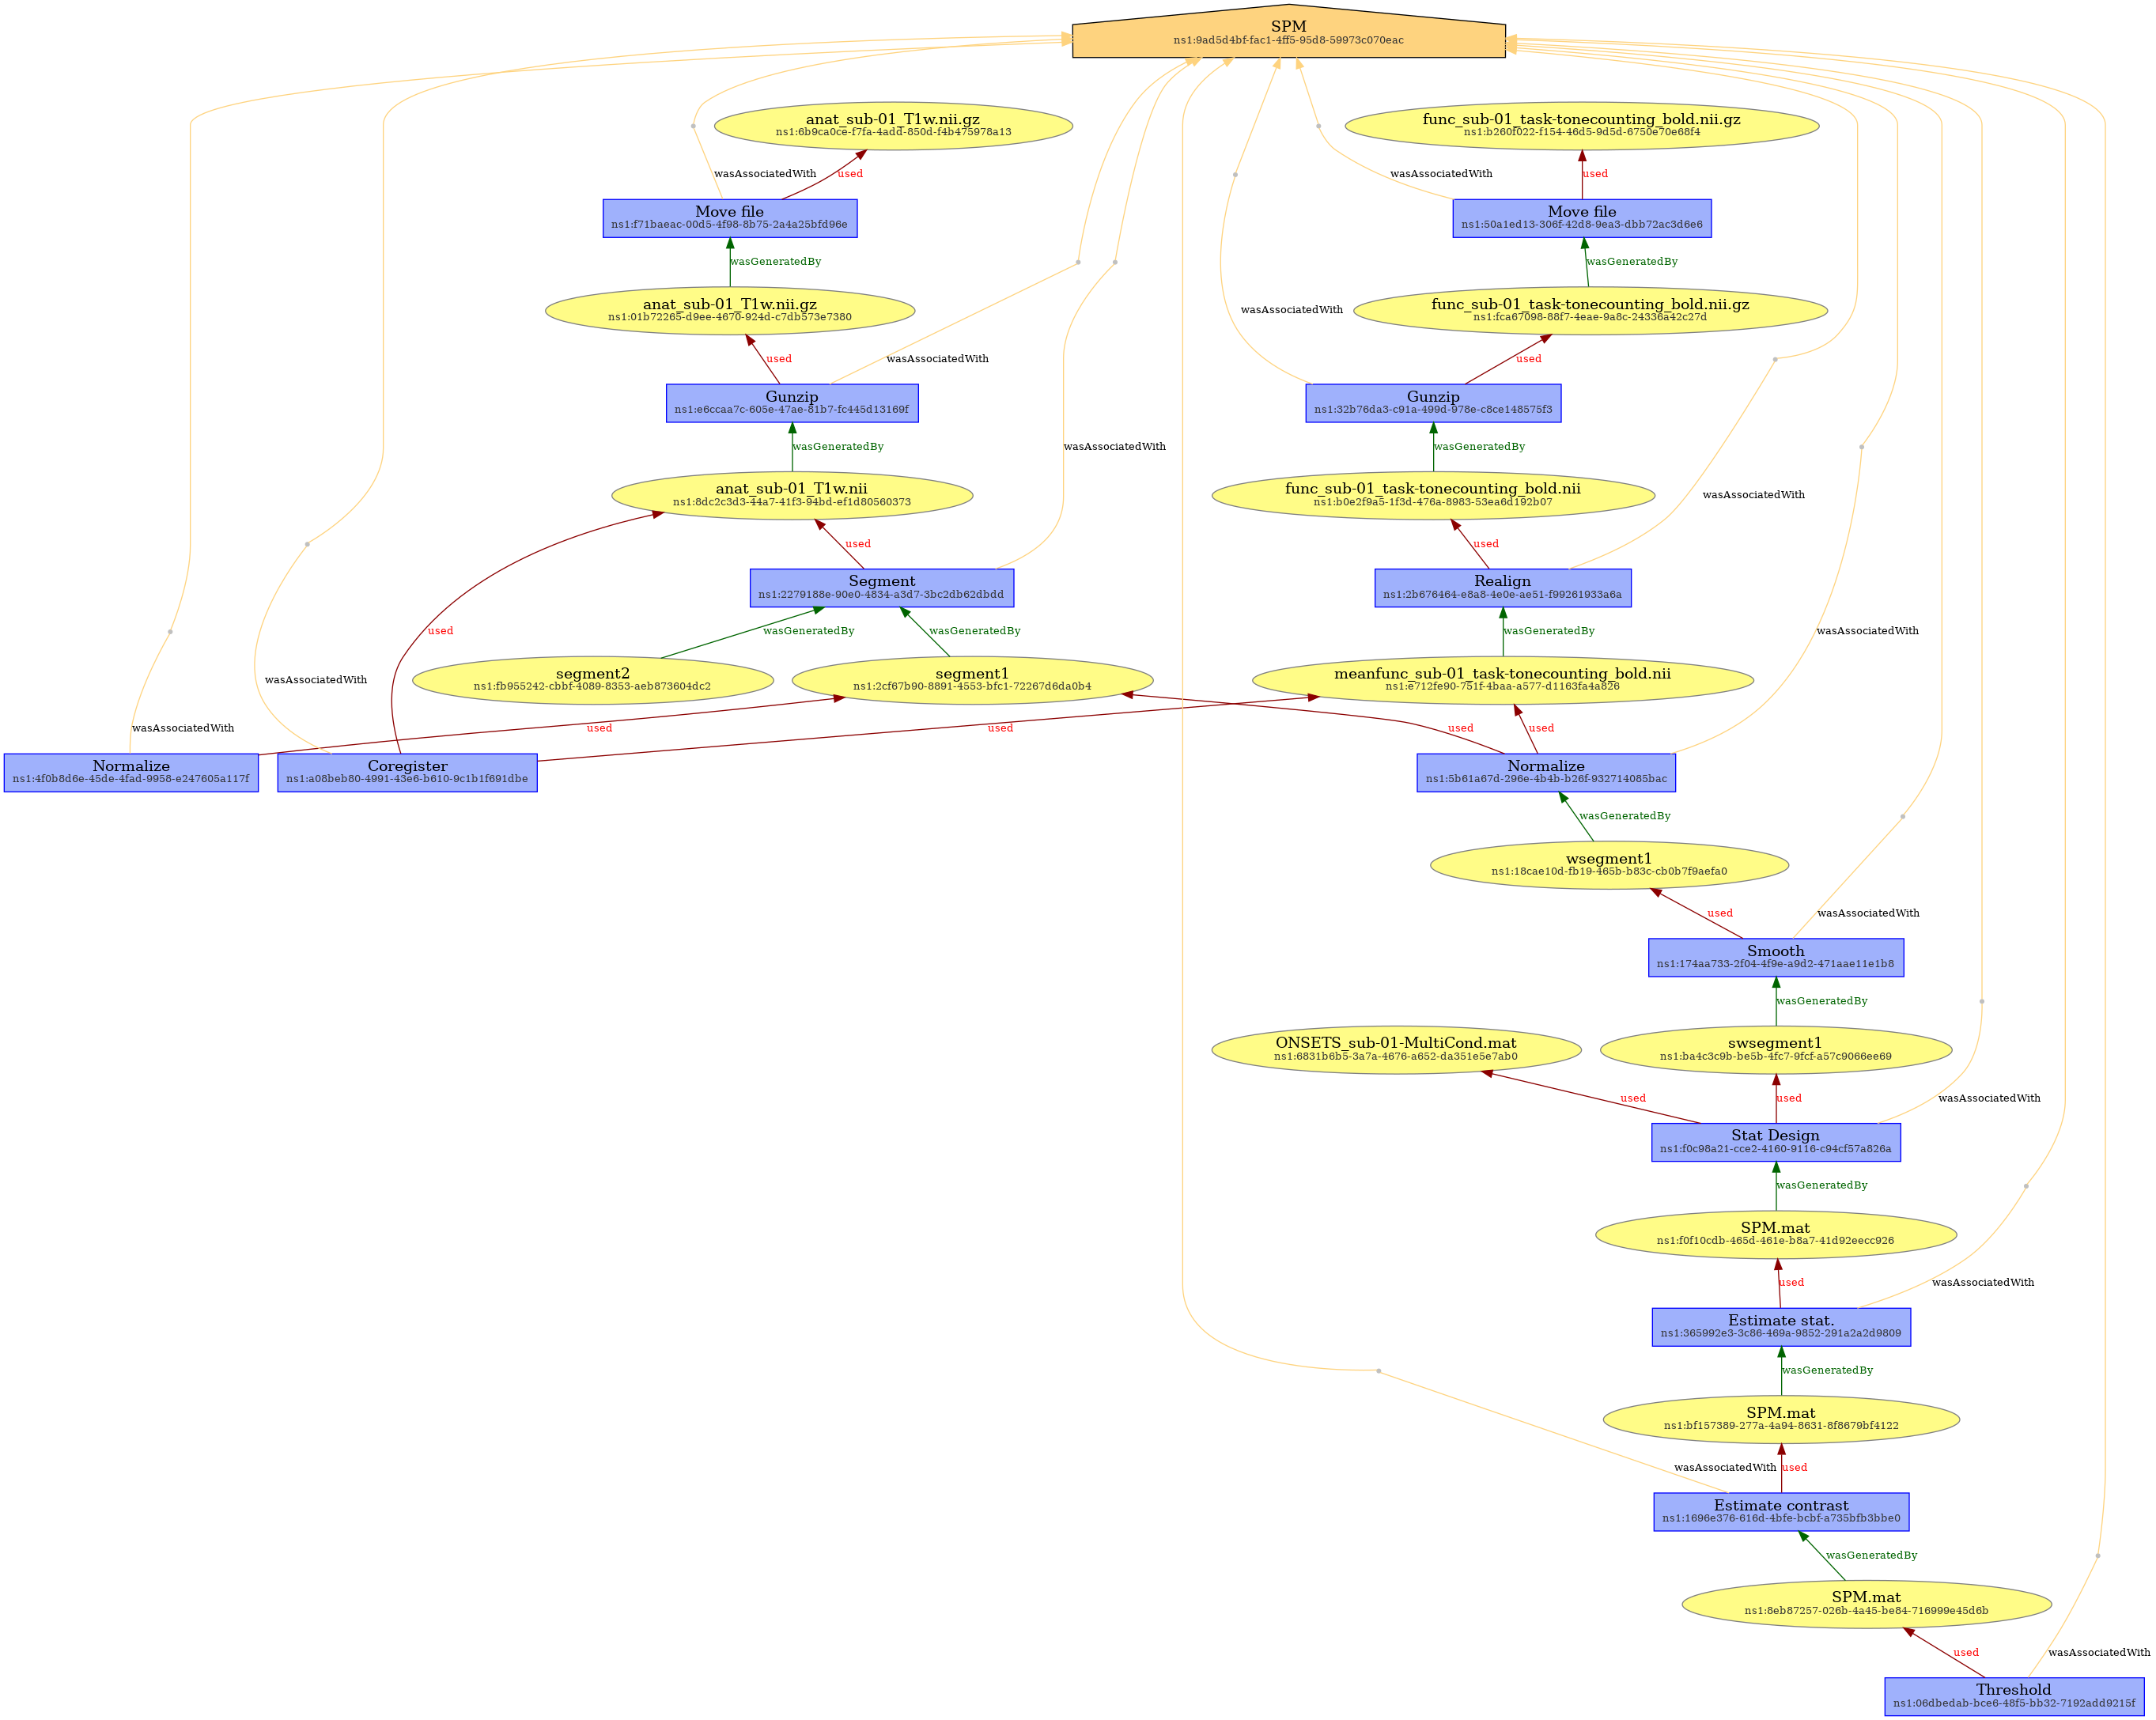 SPM
ns1:9ad5d4bf-fac1-4ff5-95d8-59973c070eac
anat_sub-01_T1w.nii.gz
ns1:6b9ca0ce-f7fa-4add-850d-f4b475978a13
func_sub-01_task-tonecounting_bold.nii.gz
ns1:b260f022-f154-46d5-9d5d-6750e70e68f4
wasAssociatedWith
used
wasAssociatedWith
used
Move file
ns1:f71baeac-00d5-4f98-8b75-2a4a25bfd96e
Move file
ns1:50a1ed13-306f-42d8-9ea3-dbb72ac3d6e6
wasGeneratedBy
wasGeneratedBy
anat_sub-01_T1w.nii.gz
ns1:01b72265-d9ee-4670-924d-c7db573e7380
wasAssociatedWith
func_sub-01_task-tonecounting_bold.nii.gz
ns1:fca67098-88f7-4eae-9a8c-24336a42c27d
used
wasAssociatedWith
used
Gunzip
ns1:e6ccaa7c-605e-47ae-81b7-fc445d13169f
Gunzip
ns1:32b76da3-c91a-499d-978e-c8ce148575f3
wasGeneratedBy
wasAssociatedWith
wasGeneratedBy
anat_sub-01_T1w.nii
ns1:8dc2c3d3-44a7-41f3-94bd-ef1d80560373
func_sub-01_task-tonecounting_bold.nii
ns1:b0e2f9a5-1f3d-476a-8983-53ea6d192b07
wasAssociatedWith
used
used
Segment
ns1:2279188e-90e0-4834-a3d7-3bc2db62dbdd
Realign
ns1:2b676464-e8a8-4e0e-ae51-f99261933a6a
used
wasGeneratedBy
wasGeneratedBy
wasGeneratedBy
wasAssociatedWith
wasAssociatedWith
segment2
ns1:fb955242-cbbf-4089-8353-aeb873604dc2
segment1
ns1:2cf67b90-8891-4553-bfc1-72267d6da0b4
meanfunc_sub-01_task-tonecounting_bold.nii
ns1:e712fe90-751f-4baa-a577-d1163fa4a826
wasAssociatedWith
used
used
used
used
Normalize
ns1:4f0b8d6e-45de-4fad-9958-e247605a117f
Coregister
ns1:a08beb80-4991-43e6-b610-9c1b1f691dbe
Normalize
ns1:5b61a67d-296e-4b4b-b26f-932714085bac
wasGeneratedBy
wsegment1
ns1:18cae10d-fb19-465b-b83c-cb0b7f9aefa0
used
wasAssociatedWith
Smooth
ns1:174aa733-2f04-4f9e-a9d2-471aae11e1b8
wasGeneratedBy
ONSETS_sub-01-MultiCond.mat
ns1:6831b6b5-3a7a-4676-a652-da351e5e7ab0
swsegment1
ns1:ba4c3c9b-be5b-4fc7-9fcf-a57c9066ee69
used
used
wasAssociatedWith
Stat Design
ns1:f0c98a21-cce2-4160-9116-c94cf57a826a
wasGeneratedBy
SPM.mat
ns1:f0f10cdb-465d-461e-b8a7-41d92eecc926
used
wasAssociatedWith
Estimate stat.
ns1:365992e3-3c86-469a-9852-291a2a2d9809
wasGeneratedBy
SPM.mat
ns1:bf157389-277a-4a94-8631-8f8679bf4122
wasAssociatedWith
used
Estimate contrast
ns1:1696e376-616d-4bfe-bcbf-a735bfb3bbe0
wasGeneratedBy
SPM.mat
ns1:8eb87257-026b-4a45-be84-716999e45d6b
used
wasAssociatedWith
Threshold
ns1:06dbedab-bce6-48f5-bb32-7192add9215f